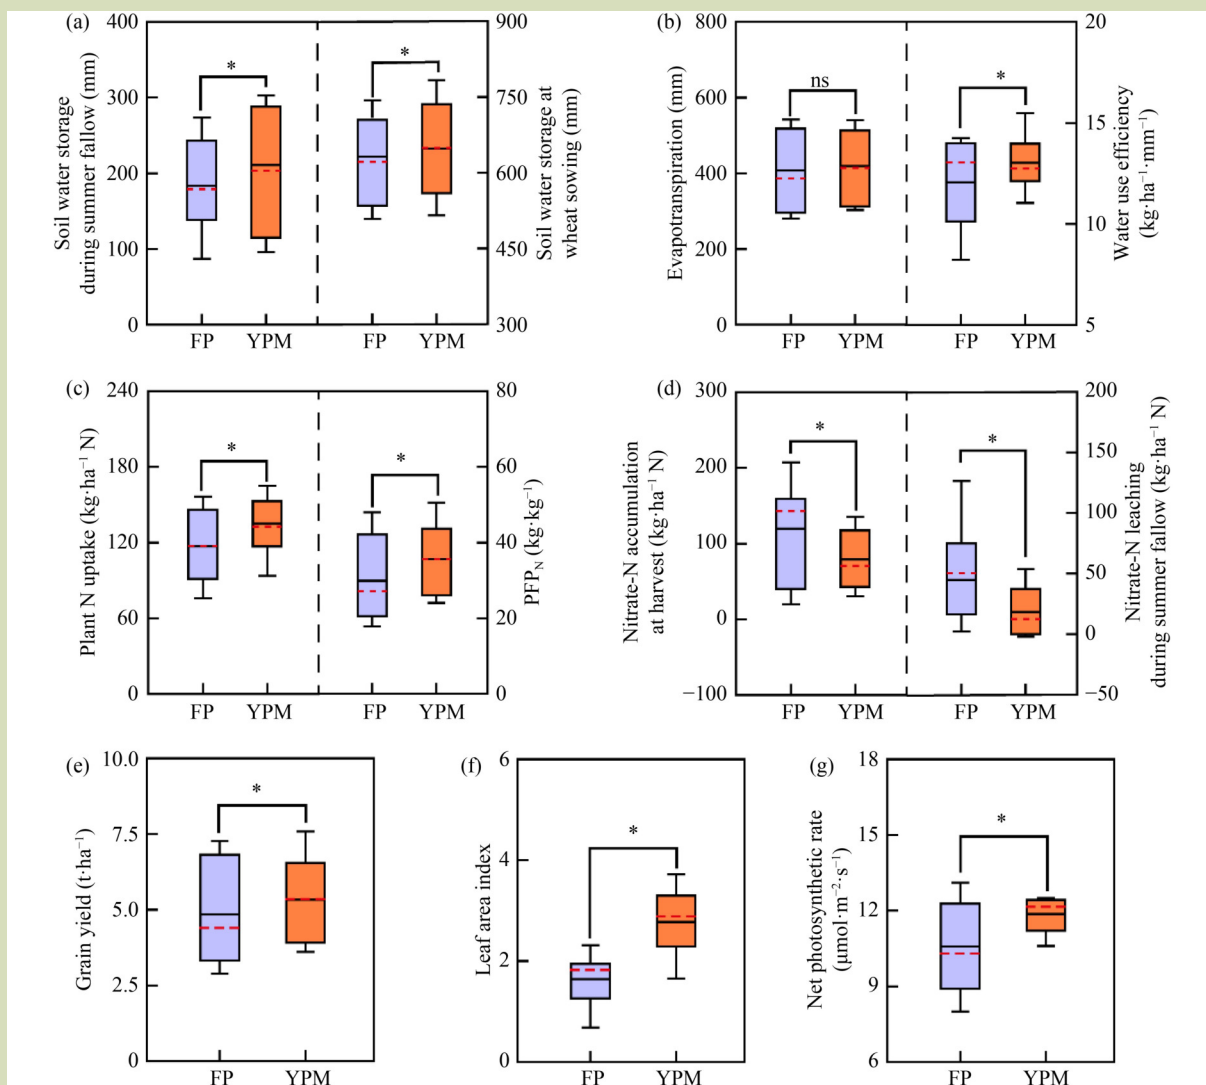 (a)
400
300
200
100
0
Soil water storage
during summer fallow (mm)
*
*
FP
YPM
FP
YPM
900
750
600
450
300
Soil water storage at
wheat sowing (mm)
(b)
800
600
400
200
0
Evapotranspiration (mm)
ns
*
FP
YPM
FP
YPM
20
15
10
5
Water use efficiency
(kg·ha⁻¹·mm⁻¹)
(c)
240
180
120
60
0
Plant N uptake (kg·ha⁻¹ N)
*
*
FP
YPM
FP
YPM
80
60
40
20
0
PFP_N (kg·kg⁻¹)
(d)
300
200
100
0
−100
Nitrate-N accumulation
at harvest (kg·ha⁻¹ N)
*
*
FP
YPM
FP
YPM
200
150
100
50
0
−50
Nitrate-N leaching
during summer fallow (kg·ha⁻¹ N)
(e)
10.0
7.5
5.0
2.5
0
Grain yield (t·ha⁻¹)
*
FP
YPM
(f)
6
4
2
0
Leaf area index
*
FP
YPM
(g)
18
15
12
9
6
Net photosynthetic rate
(μmol·m⁻²·s⁻¹)
*
FP
YPM